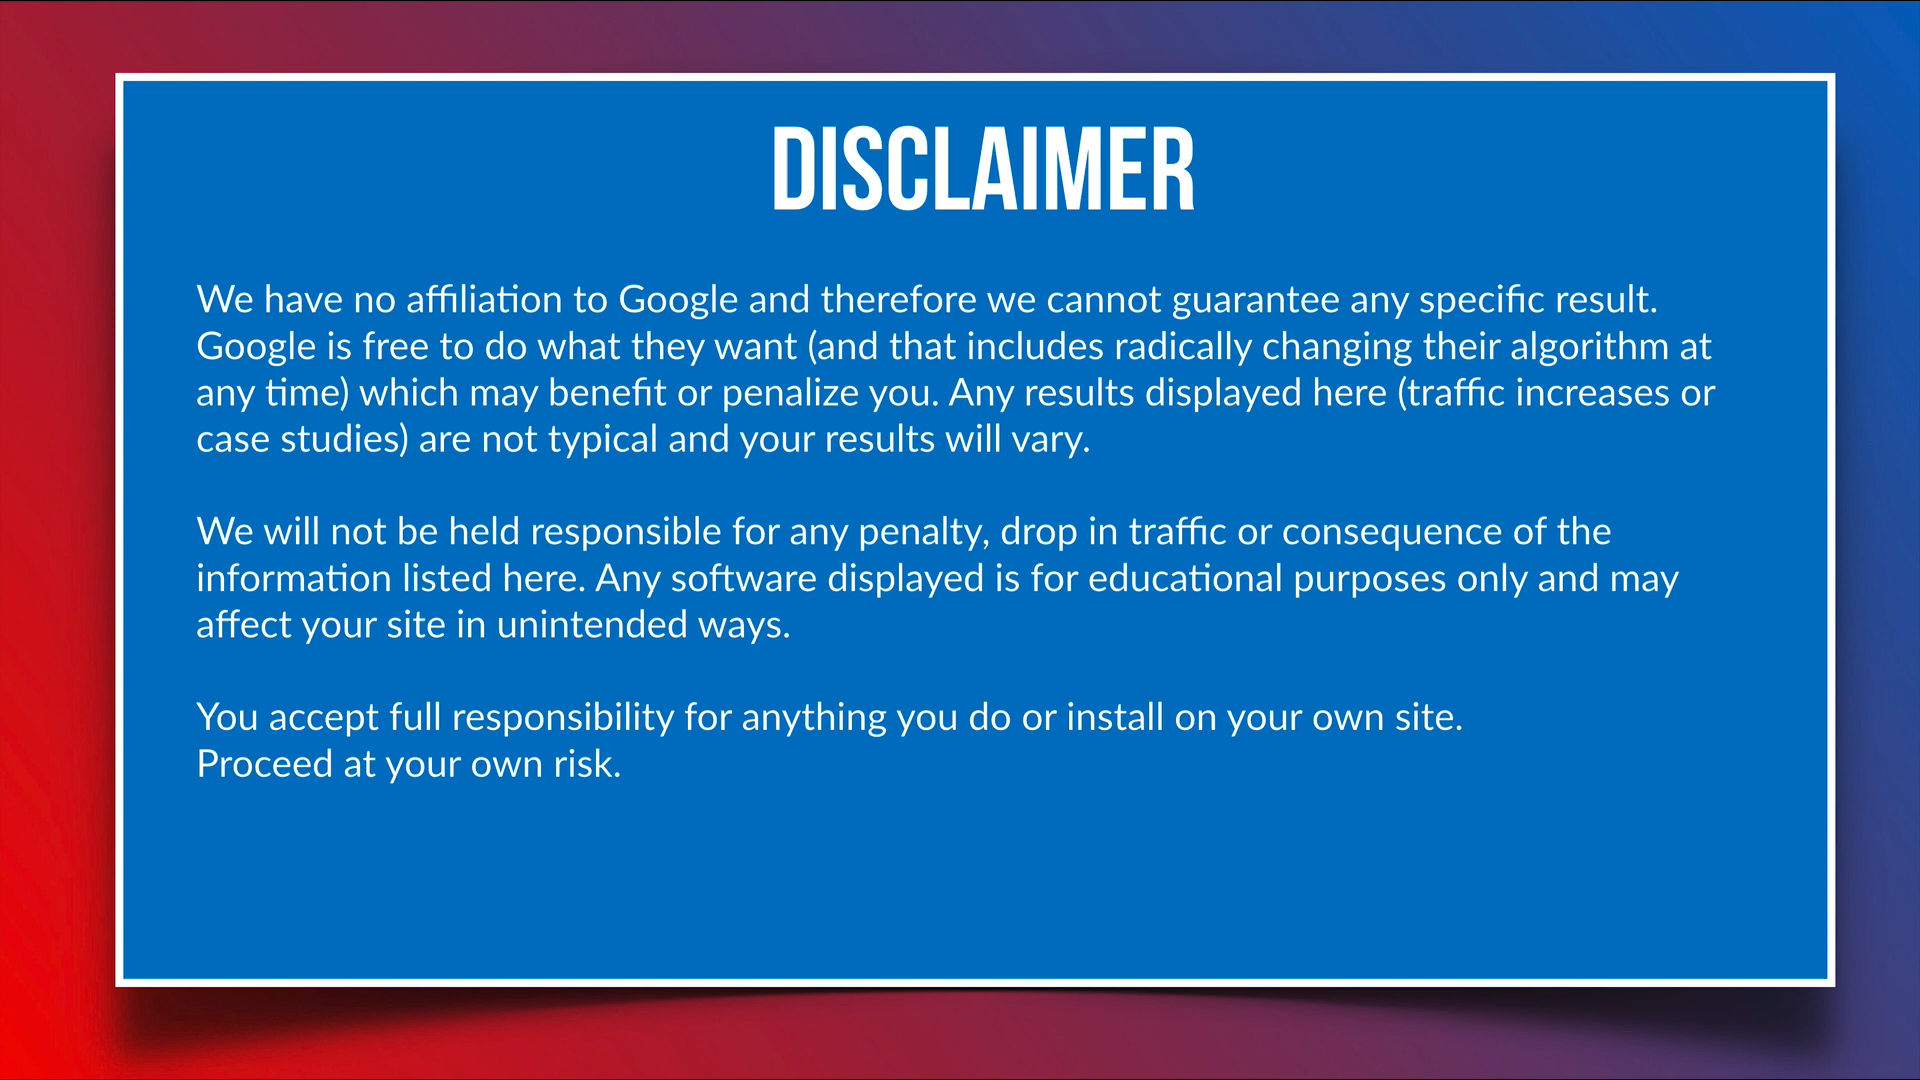 DISCLAIMER
We have no affiliation to Google and therefore we cannot guarantee any specific result.
Google is free to do what they want (and that includes radically changing their algorithm at
any time) which may benefit or penalize you. Any results displayed here (traffic increases or
case studies) are not typical and your results will vary.
We will not be held responsible for any penalty, drop in traffic or consequence of the
information listed here. Any software displayed is for educational purposes only and may
affect your site in unintended ways.
You accept full responsibility for anything you do or install on your own site.
Proceed at your own risk.